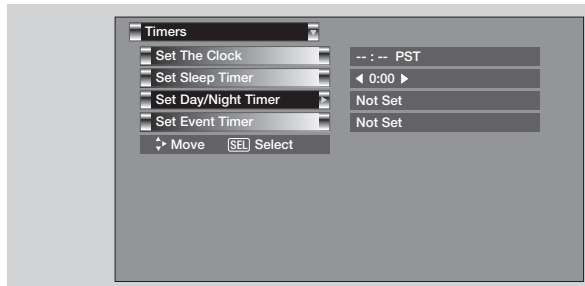 Timers
Set The Clock -- : -- PST
Set Sleep Timer 0:00
Set Day/Night Timer Not Set
Set Event Timer Not Set
Move SEL Select